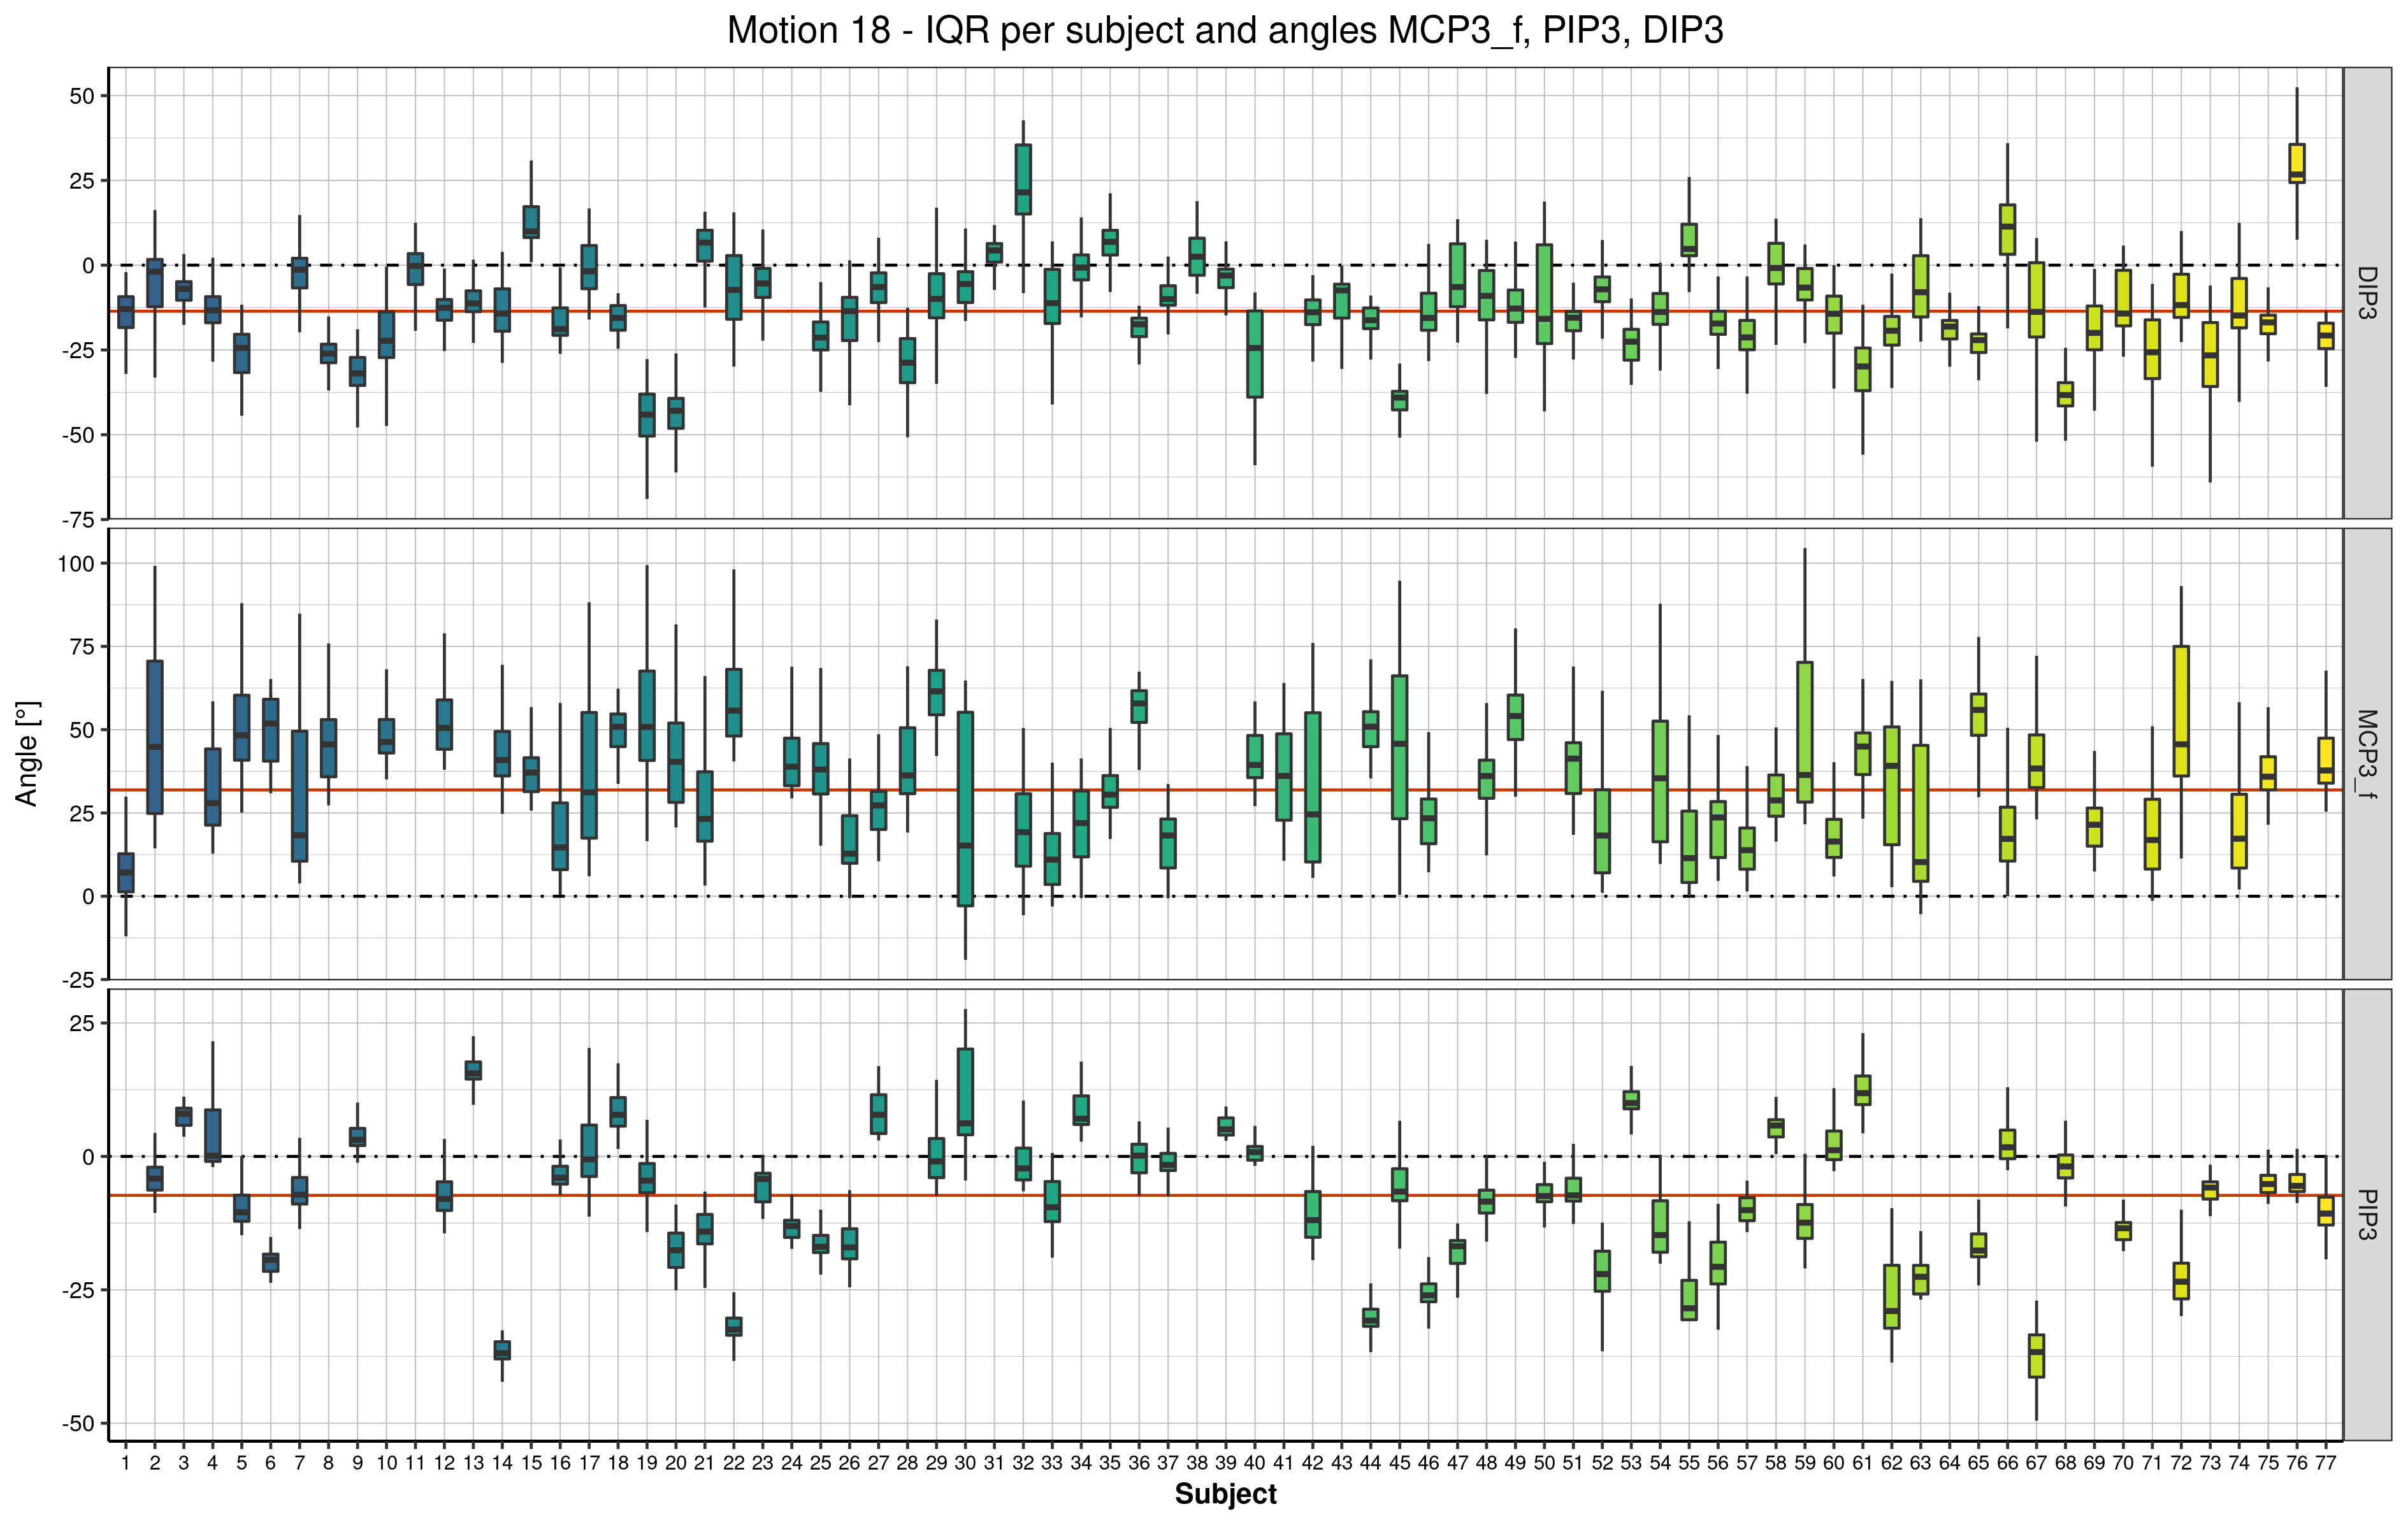 Motion 18 - IQR per subject and angles MCP3_f, PIP3, DIP3
50
25
0
-25
-50
-75
DIP3
100
75
50
25
0
-25
MCP3_f
Angle [°]
25
0
-25
-50
PIP3
1 2 3 4 5 6 7 8 9 10 11 12 13 14 15 16 17 18 19 20 21 22 23 24 25 26 27 28 29 30 31 32 33 34 35 36 37 38 39 40 41 42 43 44 45 46 47 48 49 50 51 52 53 54 55 56 57 58 59 60 61 62 63 64 65 66 67 68 69 70 71 72 73 74 75 76 77
Subject